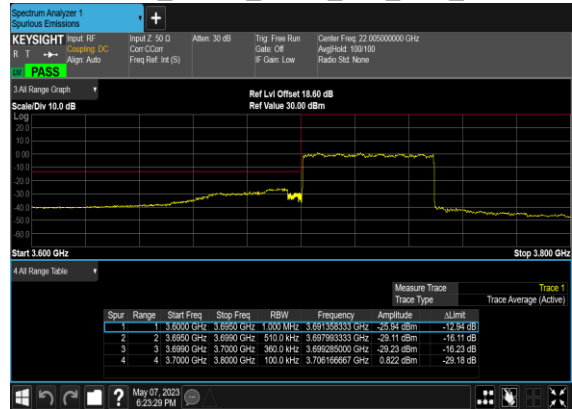 Spectrum Analyzer 1
Spurious Emissions
+
KEYSIGHT Input: RF Input Z: 50 Ω Atten: 30 dB Trig: Free Run Center Freq: 22.005000000 GHz
R T Coupling: DC Corr CCorr Gate: Off Avg|Hold: 100/100
Align: Auto Freq Ref: Int (S) IF Gain: Low Radio Std: None
LW PASS
3 All Range Graph Ref Lvl Offset 18.60 dB
Scale/Div 10.0 dB Ref Value 30.00 dBm
Log
20.0
10.0
0.00
-10.0
-20.0
-30.0
-40.0
-50.0
-60.0
Start 3.600 GHz Stop 3.800 GHz
4 All Range Table
Measure Trace Trace 1
Trace Type Trace Average (Active)
Spur Range Start Freq Stop Freq RBW Frequency Amplitude ΔLimit
1 1 3.6000 GHz 3.6950 GHz 1.000 MHz 3.691358333 GHz -25.94 dBm -12.94 dB
2 2 3.6950 GHz 3.6990 GHz 510.0 kHz 3.697993333 GHz -29.11 dBm -16.11 dB
3 3 3.6990 GHz 3.7000 GHz 360.0 kHz 3.699285000 GHz -29.23 dBm -16.23 dB
4 4 3.7000 GHz 3.8000 GHz 100.0 kHz 3.706166667 GHz 0.822 dBm -29.18 dB
? May 07, 2023
6:23:29 PM